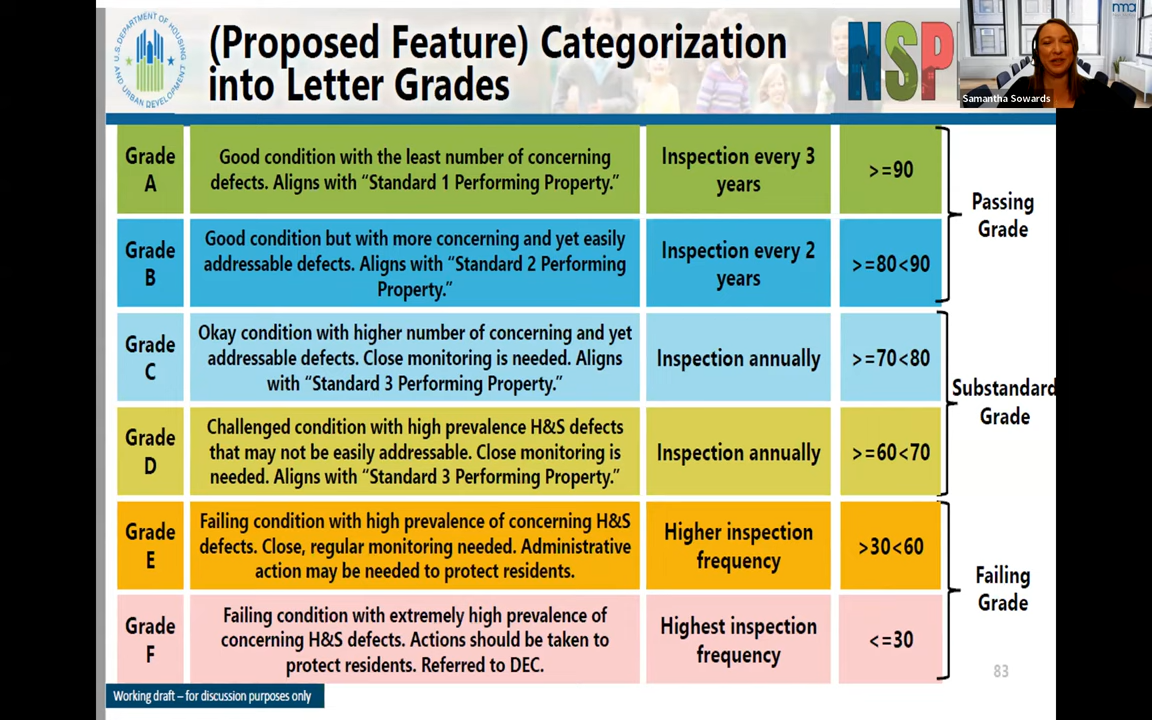 (Proposed Feature) Categorization
into Letter Grades
U.S. DEPARTMENT OF HOUSING
AND URBAN DEVELOPMENT
NSP
nma
Samantha Sowards
Grade
A
Good condition with the least number of concerning
defects. Aligns with “Standard 1 Performing Property.”
Inspection every 3
years
>=90
Passing
Grade
Grade
B
Good condition but with more concerning and yet easily
addressable defects. Aligns with “Standard 2 Performing
Property.”
Inspection every 2
years
>=80<90
Grade
C
Okay condition with higher number of concerning and yet
addressable defects. Close monitoring is needed. Aligns
with “Standard 3 Performing Property.”
Inspection annually
>=70<80
Substandard
Grade
Grade
D
Challenged condition with high prevalence H&S defects
that may not be easily addressable. Close monitoring is
needed. Aligns with “Standard 3 Performing Property.”
Inspection annually
>=60<70
Grade
E
Failing condition with high prevalence of concerning H&S
defects. Close, regular monitoring needed. Administrative
action may be needed to protect residents.
Higher inspection
frequency
>30<60
Failing
Grade
Grade
F
Failing condition with extremely high prevalence of
concerning H&S defects. Actions should be taken to
protect residents. Referred to DEC.
Highest inspection
frequency
<=30
83
Working draft – for discussion purposes only